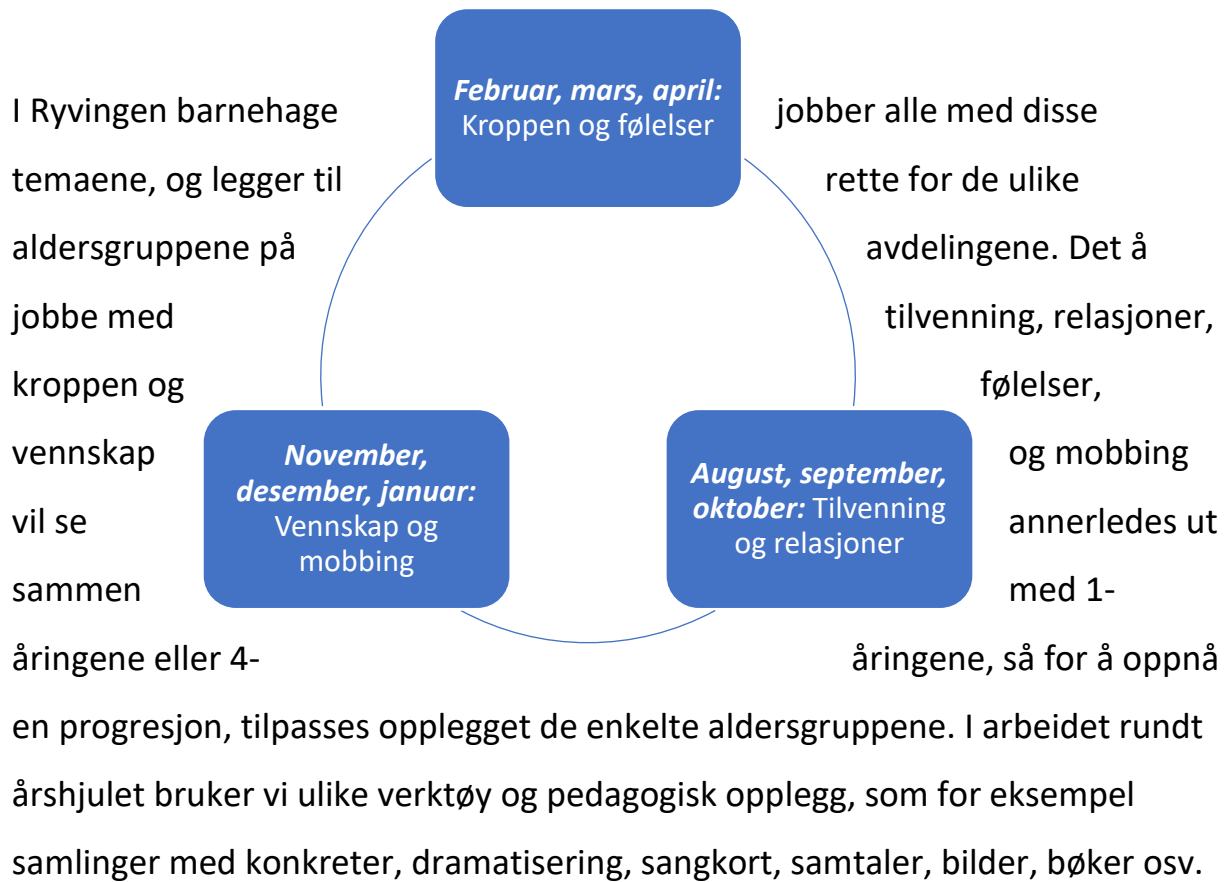 Februar, mars, april:
Kroppen og følelser
I Ryvingen barnehage jobber alle med disse
temaene, og legger til rette for de ulike
aldersgruppene på avdelingene. Det å
jobbe med tilvenning, relasjoner,
kroppen og følelser,
vennskap og mobbing
vil se annerledes ut
sammen med 1-
åringene eller 4- åringene, så for å oppnå
en progresjon, tilpasses opplegget de enkelte aldersgruppene. I arbeidet rundt
årshjulet bruker vi ulike verktøy og pedagogisk opplegg, som for eksempel
samlinger med konkreter, dramatisering, sangkort, samtaler, bilder, bøker osv.
November,
desember, januar:
Vennskap og
mobbing
August, september,
oktober: Tilvenning
og relasjoner